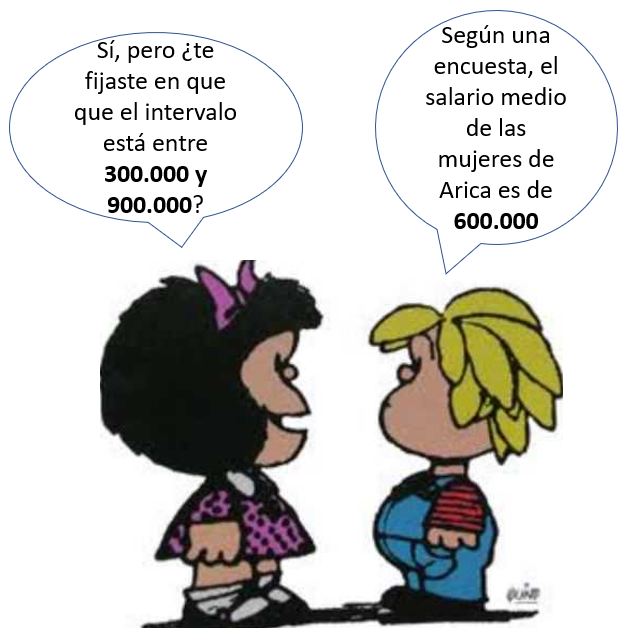 Sí, pero ¿te
fijaste en que
que el intervalo
está entre
300.000 y
900.000?
Según una
encuesta, el
salario medio
de las
mujeres de
Arica es de
600.000
QUINO